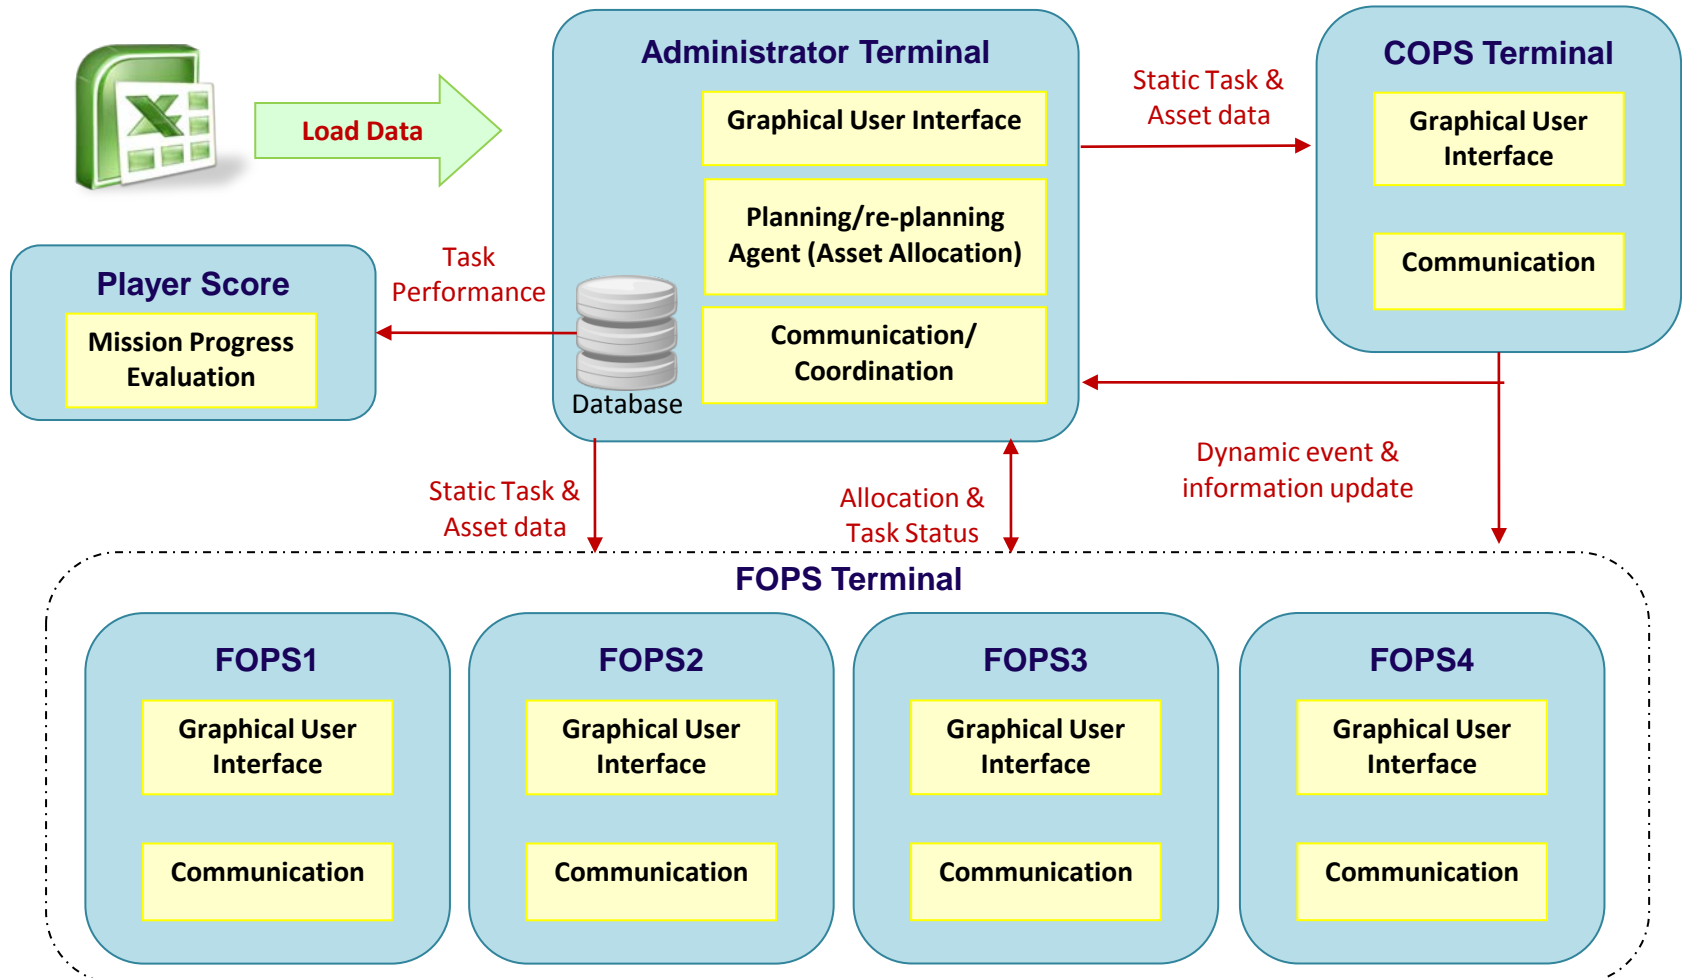 Administrator Terminal
Graphical User Interface
Planning/re-planning
Agent (Asset Allocation)
Communication/
Coordination
Database
Load Data
Static Task &
Asset data
COPS Terminal
Graphical User
Interface
Communication
Player Score
Mission Progress
Evaluation
Task
Performance
Static Task &
Asset data
Allocation &
Task Status
Dynamic event &
information update
FOPS Terminal
FOPS1
Graphical User
Interface
Communication
FOPS2
Graphical User
Interface
Communication
FOPS3
Graphical User
Interface
Communication
FOPS4
Graphical User
Interface
Communication